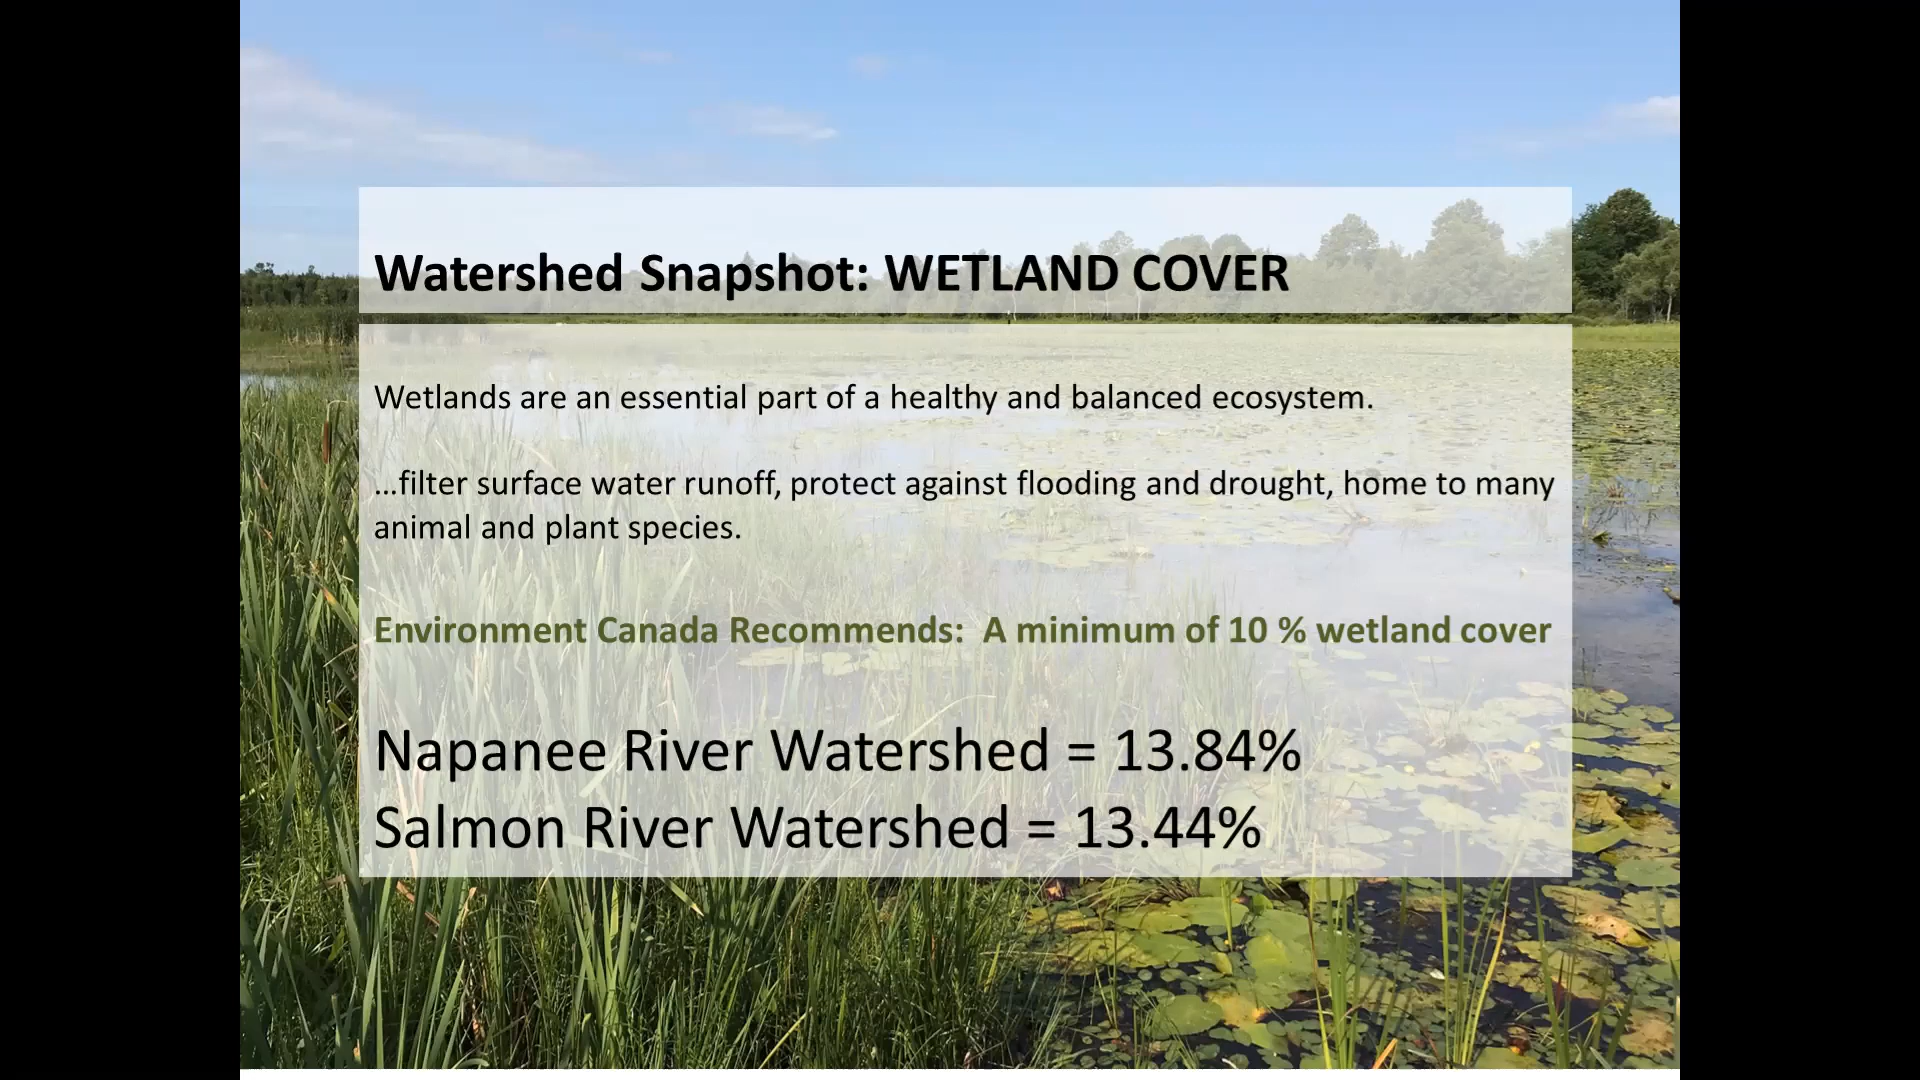 Watershed Snapshot: WETLAND COVER
Wetlands are an essential part of a healthy and balanced ecosystem.
...filter surface water runoff, protect against flooding and drought, home to many
animal and plant species.
Environment Canada Recommends:  A minimum of 10 % wetland cover
Napanee River Watershed = 13.84%
Salmon River Watershed = 13.44%